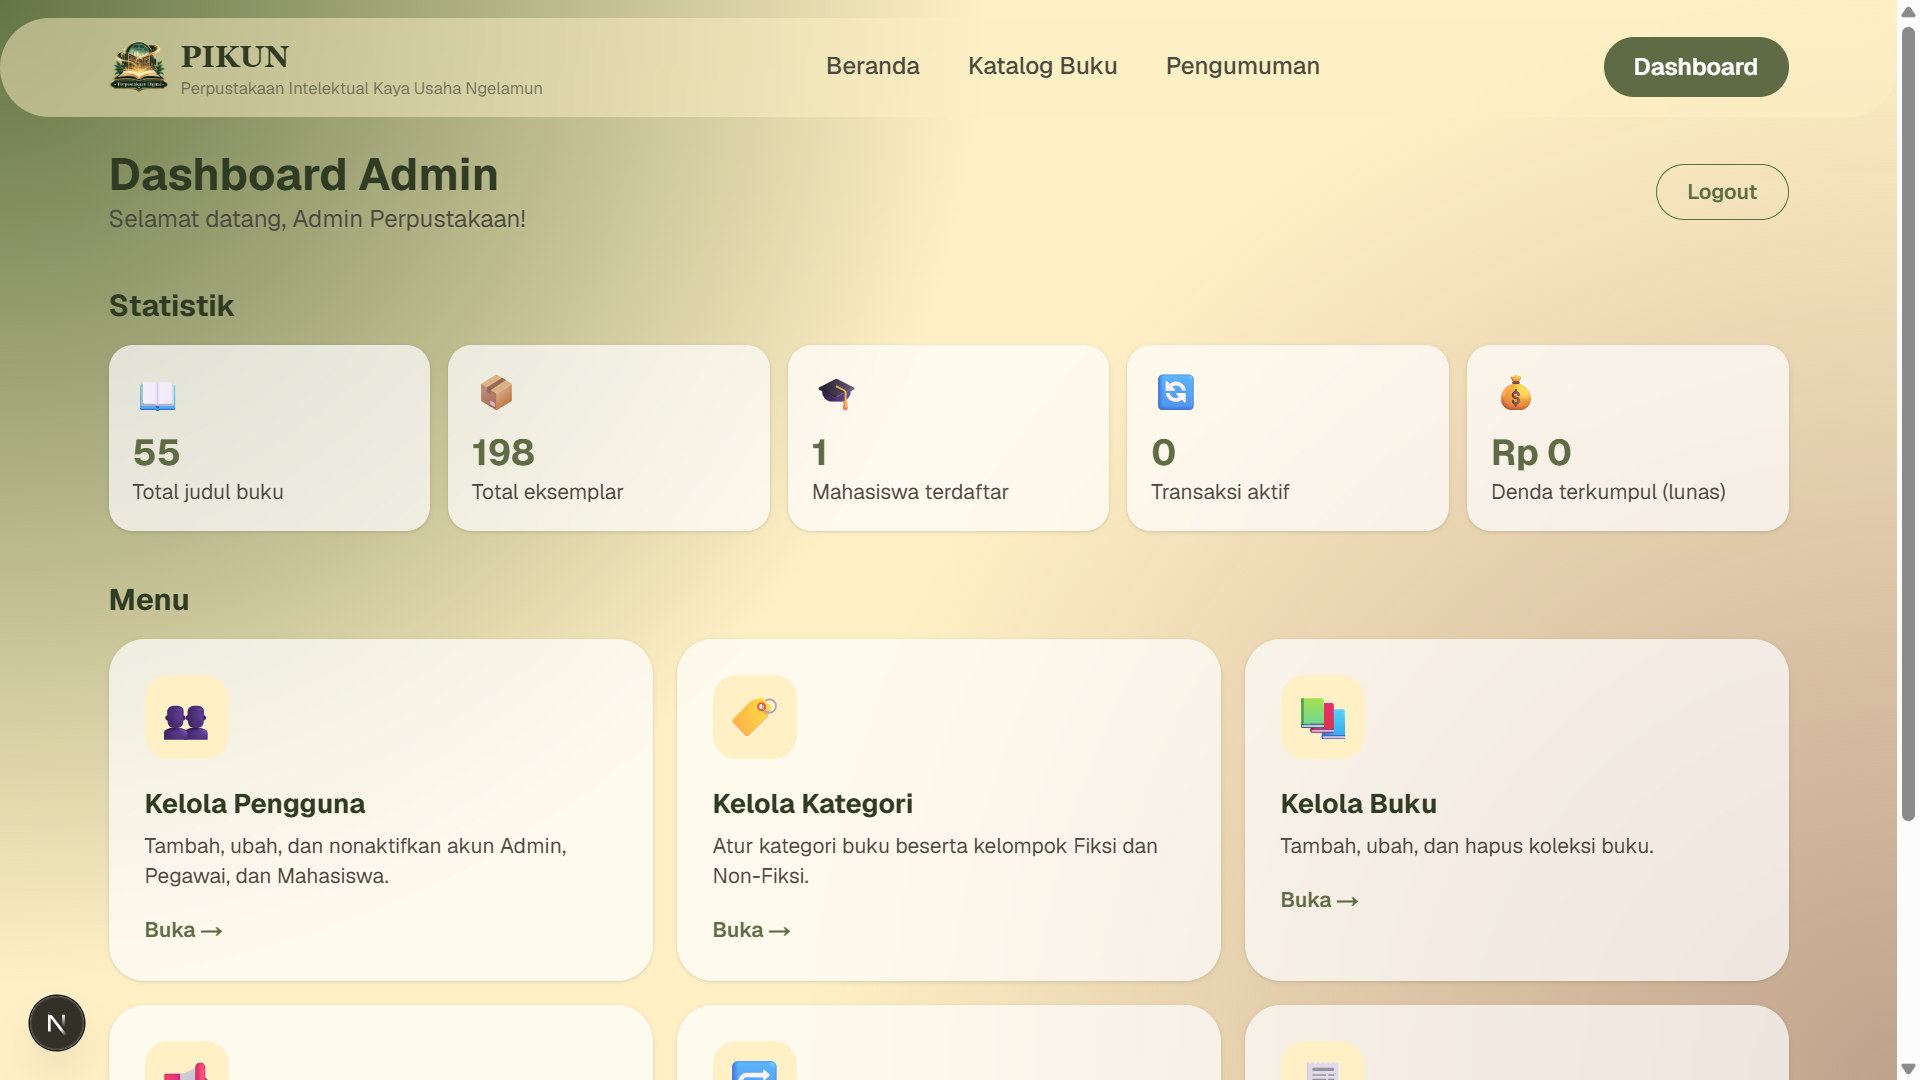 PIKUN
Perpustakaan Intelektual Kaya Usaha Ngelamun
Beranda
Katalog Buku
Pengumuman
Dashboard
Dashboard Admin
Selamat datang, Admin Perpustakaan!
Logout
Statistik
55
Total judul buku
198
Total eksemplar
1
Mahasiswa terdaftar
0
Transaksi aktif
Rp 0
Denda terkumpul (lunas)
Menu
Kelola Pengguna
Tambah, ubah, dan nonaktifkan akun Admin,
Pegawai, dan Mahasiswa.
Buka →
Kelola Kategori
Atur kategori buku beserta kelompok Fiksi dan
Non-Fiksi.
Buka →
Kelola Buku
Tambah, ubah, dan hapus koleksi buku.
Buka →
N